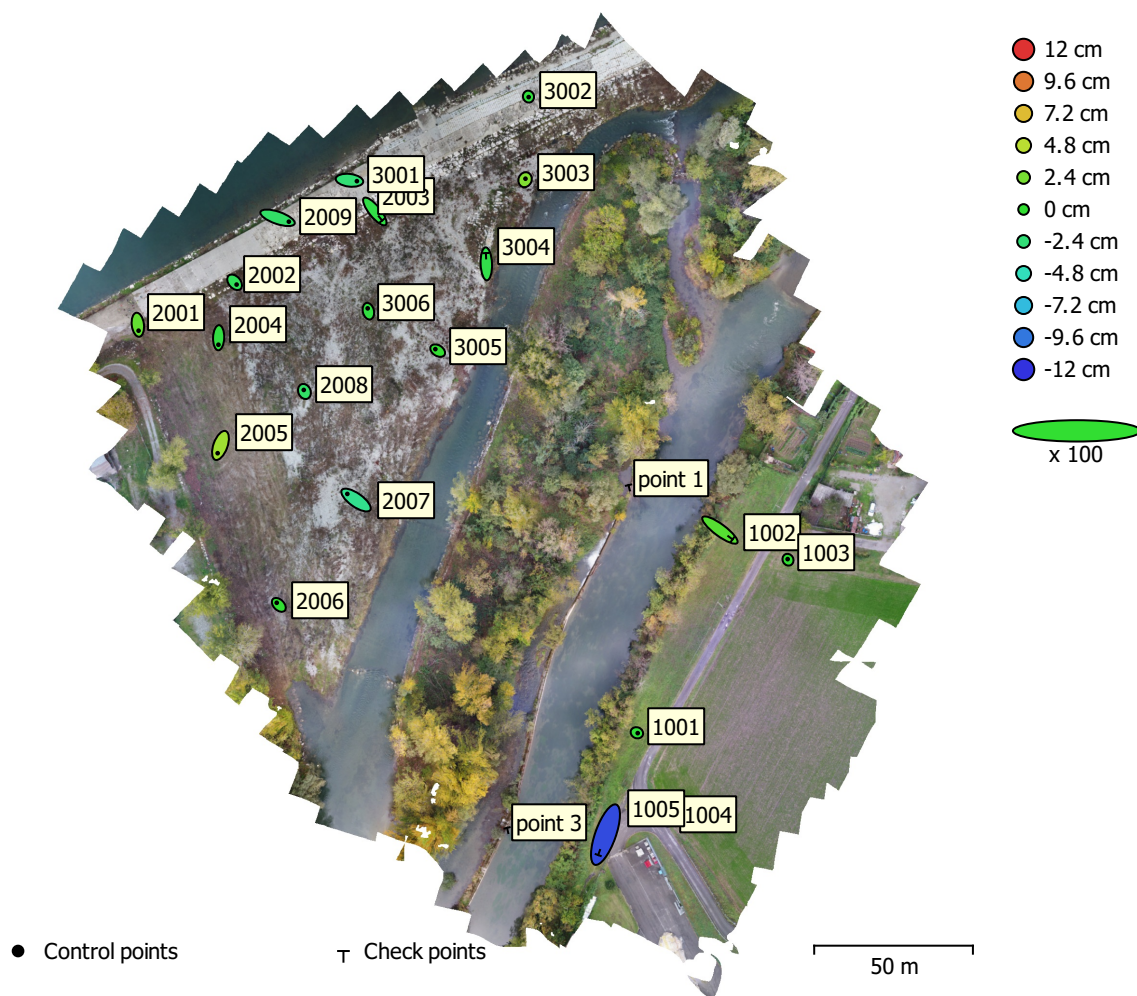 12 cm
9.6 cm
7.2 cm
4.8 cm
2.4 cm
0 cm
-2.4 cm
-4.8 cm
-7.2 cm
-9.6 cm
-12 cm
x 100
3002
3001
3003
2003
2009
3004
2002
2001
3006
2004
3005
2008
2005
point 1
2007
1002
1003
2006
1001
1005
1004
point 3
Control points
Check points
50 m